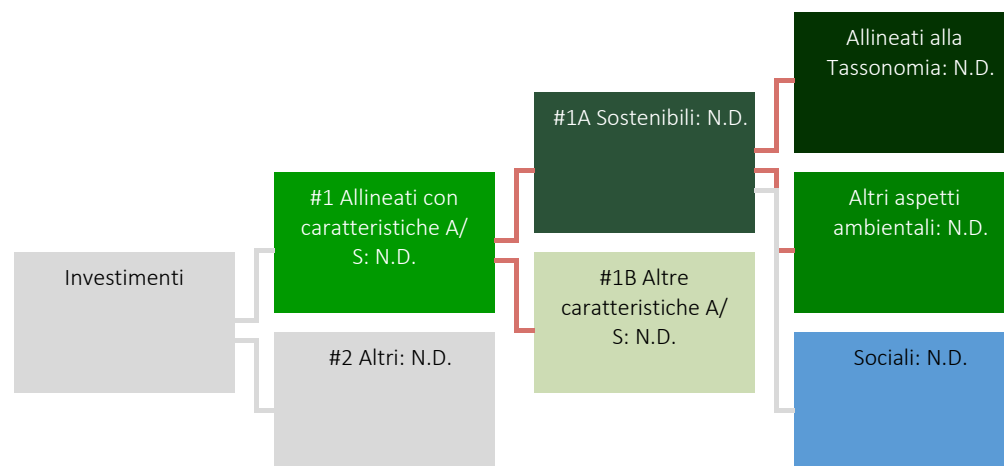 Investimenti
#1 Allineati con
caratteristiche A/
S: N.D.
#2 Altri: N.D.
#1A Sostenibili: N.D.
#1B Altre
caratteristiche A/
S: N.D.
Allineati alla
Tassonomia: N.D.
Altri aspetti
ambientali: N.D.
Sociali: N.D.